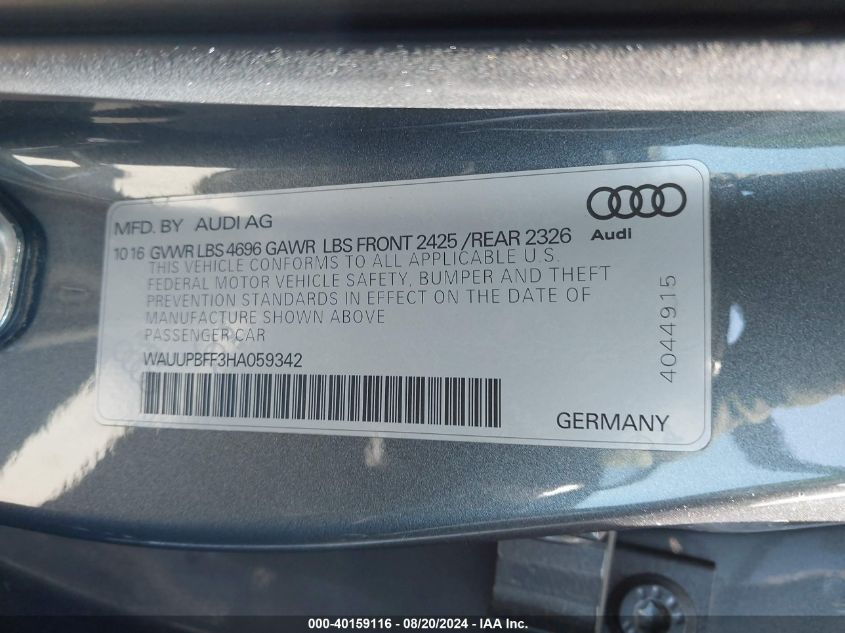 MFD. BY AUDI AG
10 16 GVWR LBS 4696 GAWR LBS FRONT 2425 /REAR 2326
THIS VEHICLE CONFORMS TO ALL APPLICABLE U.S.
FEDERAL MOTOR VEHICLE SAFETY, BUMPER AND THEFT
PREVENTION STANDARDS IN EFFECT ON THE DATE OF
MANUFACTURE SHOWN ABOVE
PASSENGER CAR
WAUUPBFF3HA059342
Audi
4044915
GERMANY
000-40159116 - 08/20/2024 - IAA Inc.